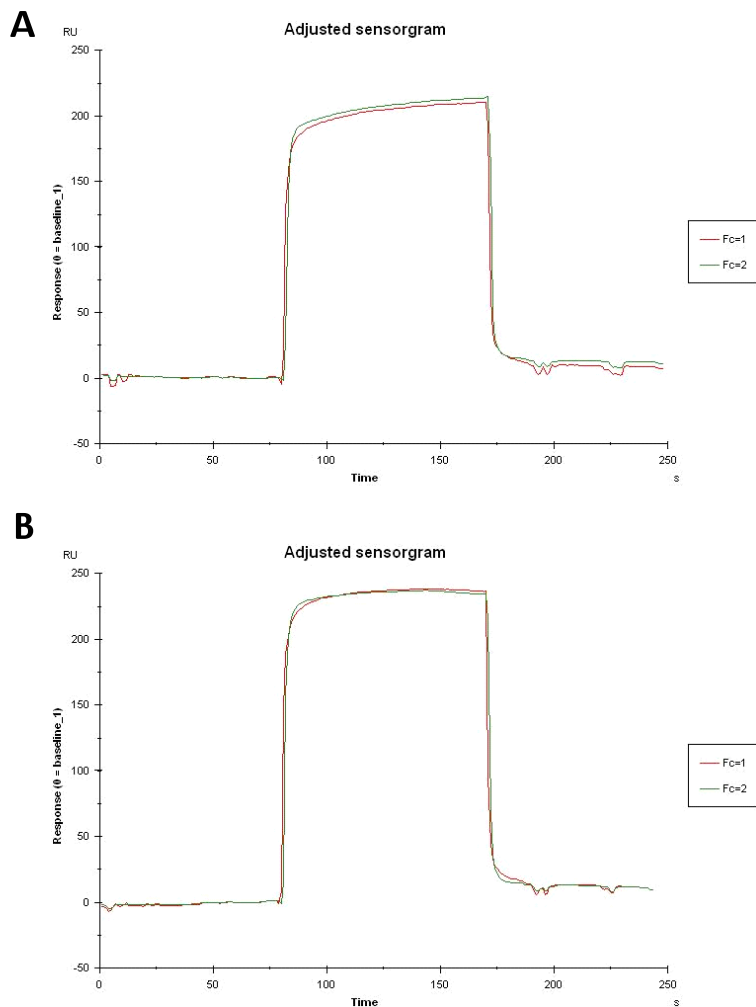 A
Adjusted sensorgram
RU
250
200
150
100
50
0
-50
Response (0 = baseline_1)
0 50 100 150 200 250
Time
s
Fc=1
Fc=2
B
Adjusted sensorgram
RU
250
200
150
100
50
0
-50
Response (0 = baseline_1)
0 50 100 150 200 250
Time
s
Fc=1
Fc=2